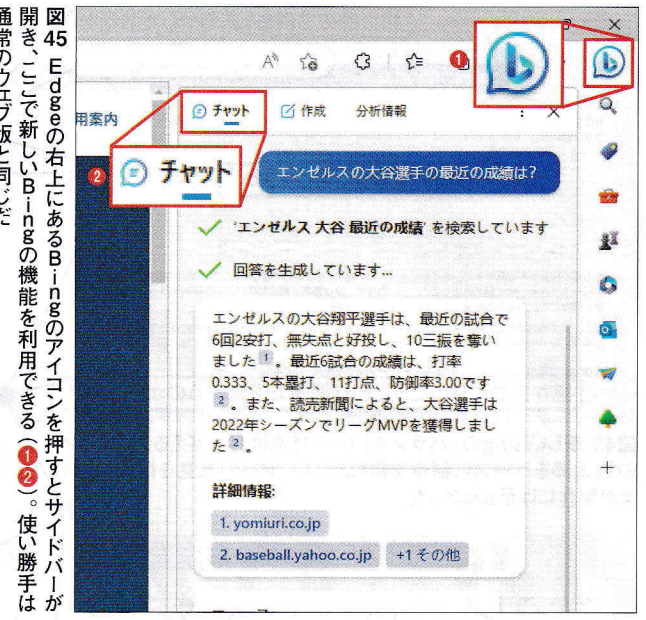 図45 Edgeの右上にあるBingのアイコンを押すとサイドバーが
開き、ここで新しいBingの機能を利用できる（❶❷）。使い勝手は
通常のウェブ版と同じだ
❶
用案内
チャット 作成 分析情報
❷ チャット
エンゼルスの大谷選手の最近の成績は?
'エンゼルス 大谷 最近の成績' を検索しています
回答を生成しています...
エンゼルスの大谷翔平選手は、最近の試合で
6回2安打、無失点と好投し、10三振を奪い
ました 1 。最近6試合の成績は、打率
0.333、5本塁打、11打点、防御率3.00です
2 。また、読売新聞によると、大谷選手は
2022年シーズンでリーグMVPを獲得しまし
た 2 。
詳細情報:
1. yomiuri.co.jp
2. baseball.yahoo.co.jp +1 その他